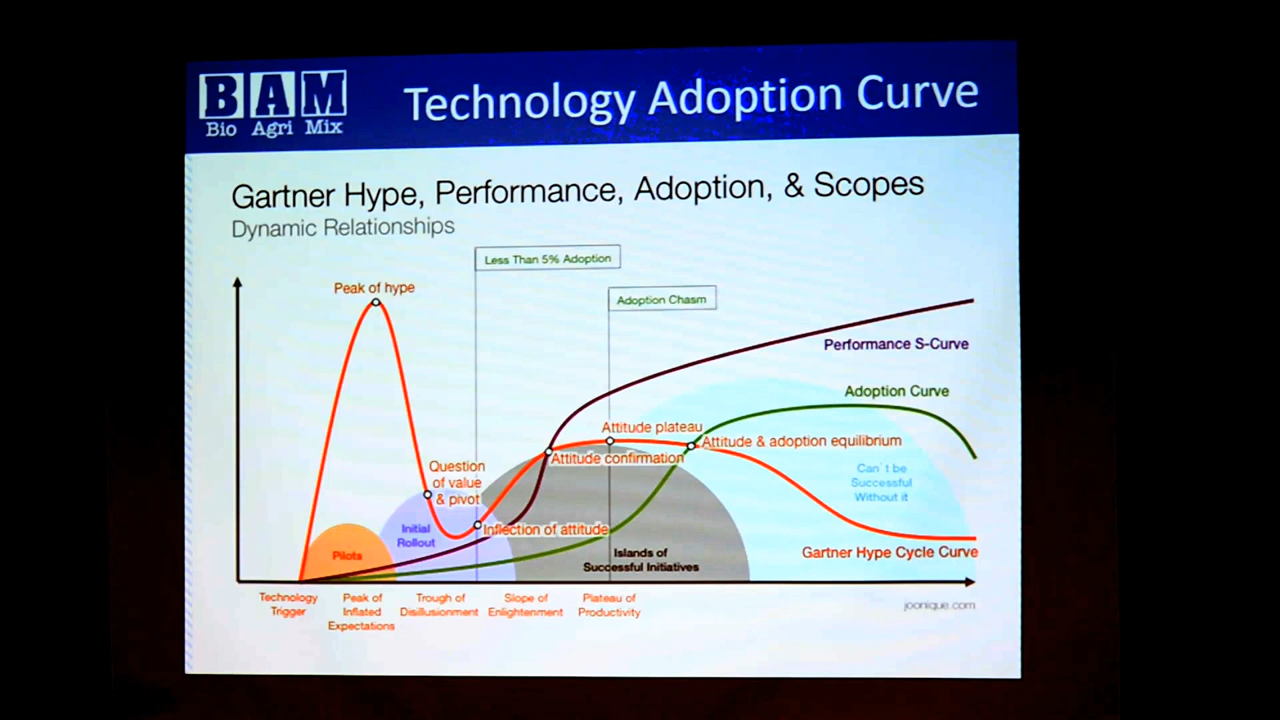 BAM
Bio Agri Mix
Technology Adoption Curve
Gartner Hype, Performance, Adoption, & Scopes
Dynamic Relationships
Less Than 5% Adoption
Peak of hype
Adoption Chasm
Performance S-Curve
Adoption Curve
Attitude plateau
Attitude & adoption equilibrium
Attitude confirmation
Question
of value
& pivot
Can`t be
Successful
Without it
Inflection of attitude
Initial
Rollout
Pilots
Islands of
Successful Initiatives
Gartner Hype Cycle Curve
Technology
Trigger
Peak of
Inflated
Expectations
Trough of
Disillusionment
Slope of
Enlightenment
Plateau of
Productivity
joonique.com